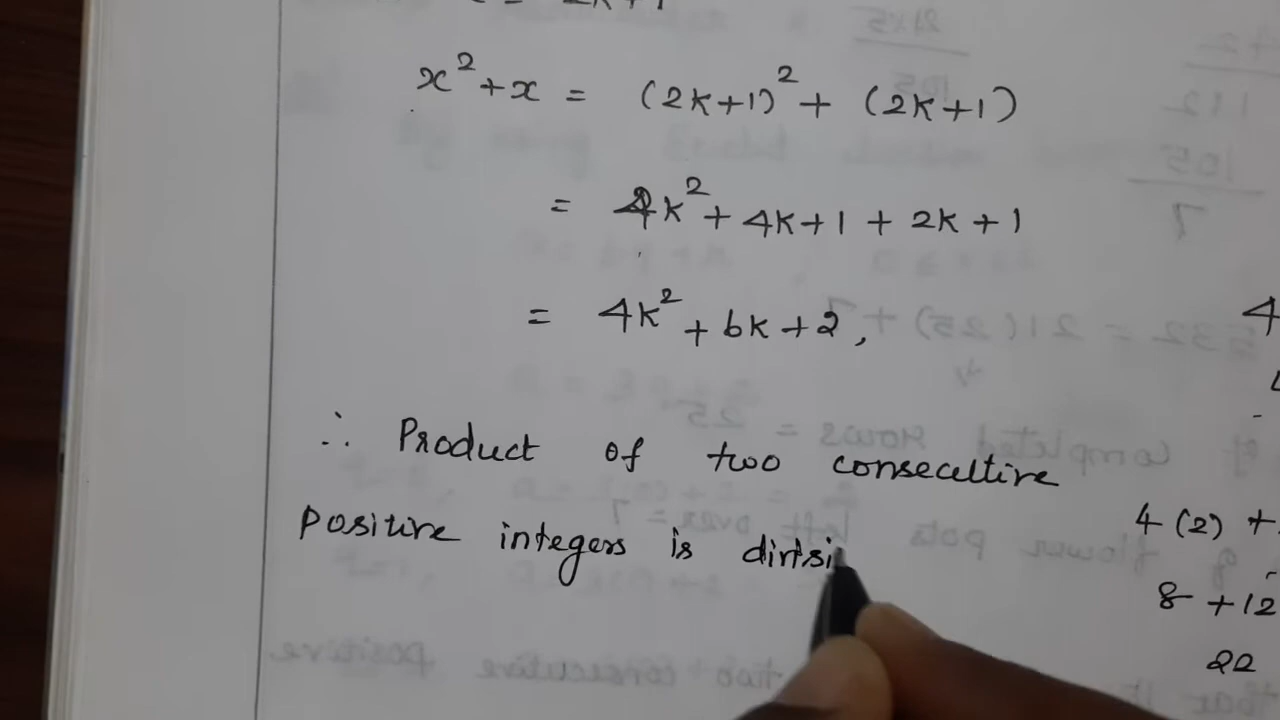 x² + x = (2k+1)² + (2k+1)
= 4k² + 4k + 1 + 2k + 1
= 4k² + 6k + 2,
∴ Product of two consecutive
positive integers is divisi
4 (2) +
8 + 12
22